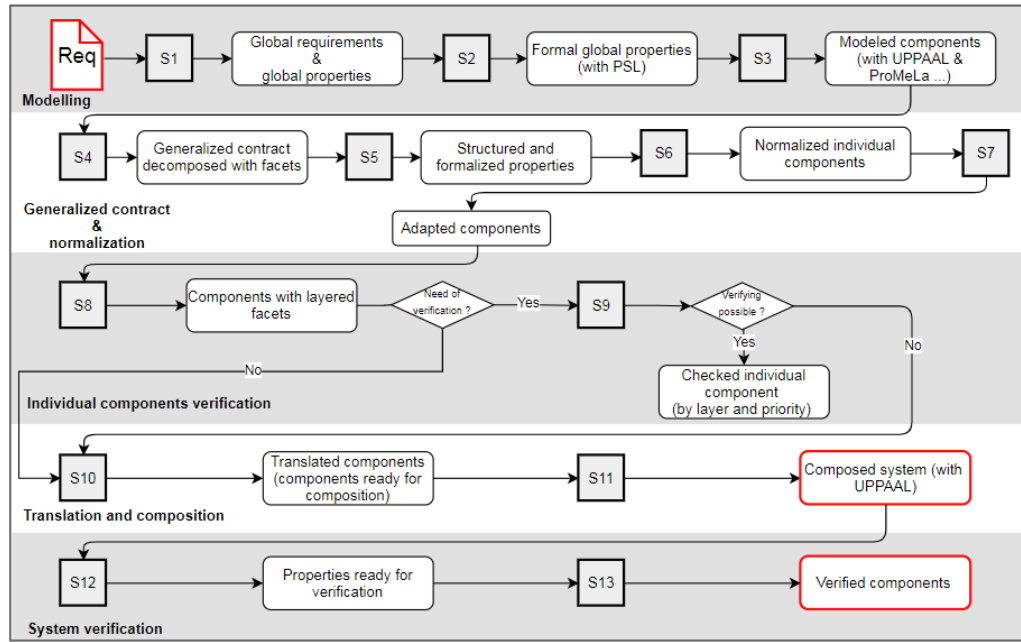 Req
S1
Global requirements
&
global properties
S2
Formal global properties
(with PSL)
S3
Modeled components
(with UPPAAL &
ProMeLa ...)
Modelling
S4
Generalized contract
decomposed with facets
S5
Structured and
formalized properties
S6
Normalized individual
components
S7
Generalized contract
&
normalization
Adapted components
S8
Components with layered
facets
Need of
verification ?
Yes
S9
Verifying
possible ?
Yes
No
No
Checked individual
component
(by layer and priority)
Individual components verification
S10
Translated components
(components ready for
composition)
S11
Composed system (with
UPPAAL)
Translation and composition
S12
Properties ready for
verification
S13
Verified components
System verification